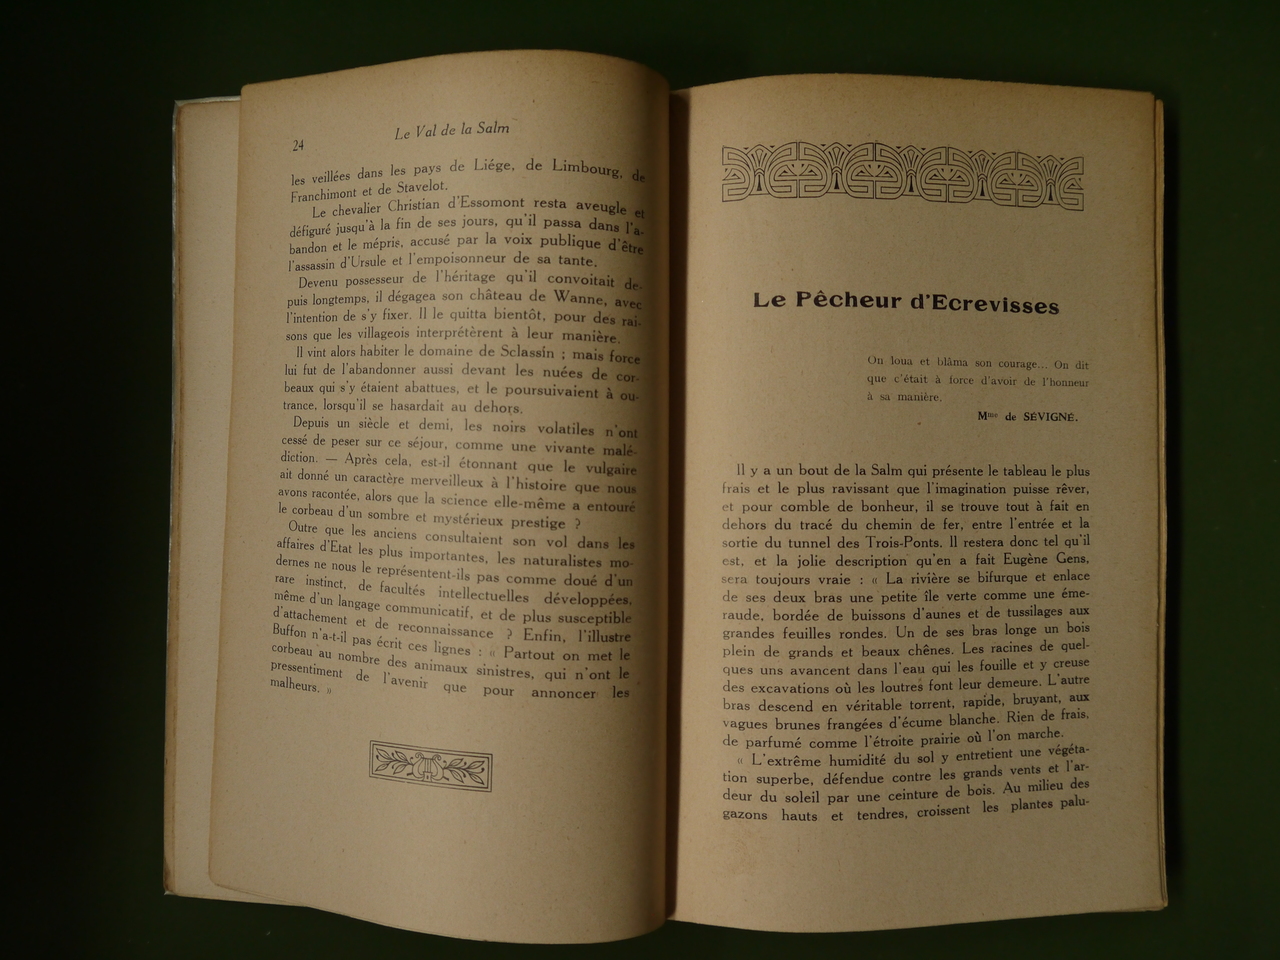 24
Le Val de la Salm
les veillées dans les pays de Liége, de Limbourg, de
Franchimont et de Stavelot.
Le chevalier Christian d'Essomont resta aveugle et
défiguré jusqu'à la fin de ses jours, qu'il passa dans l'a-
bandon et le mépris, accusé par la voix publique d'être
l'assassin d'Ursule et l'empoisonneur de sa tante.
Devenu possesseur de l'héritage qu'il convoitait de-
puis longtemps, il dégagea son château de Wanne, avec
l'intention de s'y fixer. Il le quitta bientôt, pour des rai-
sons que les villageois interprétèrent à leur manière.
Il vint alors habiter le domaine de Sclassin ; mais force
lui fut de l'abandonner aussi devant les nuées de cor-
beaux qui s'y étaient abattues, et le poursuivaient à ou-
trance, lorsqu'il se hasardait au dehors.
Depuis un siècle et demi, les noirs volatiles n'ont
cessé de peser sur ce séjour, comme une vivante malé-
diction. — Après cela, est-il étonnant que le vulgaire
ait donné un caractère merveilleux à l'histoire que nous
avons racontée, alors que la science elle-même a entouré
le corbeau d'un sombre et mystérieux prestige ?
Outre que les anciens consultaient son vol dans les
affaires d'Etat les plus importantes, les naturalistes mo-
dernes ne nous le représentent-ils pas comme doué d'un
rare instinct, de facultés intellectuelles développées,
même d'un langage communicatif, et de plus susceptible
d'attachement et de reconnaissance ? Enfin, l'illustre
Buffon n'a-t-il pas écrit ces lignes : « Partout on met le
corbeau au nombre des animaux sinistres, qui n'ont le
pressentiment de l'avenir que pour annoncer les
malheurs. »
Le Pêcheur d'Ecrevisses
On loua et blâma son courage... On dit
que c'était à force d'avoir de l'honneur
à sa manière.
Mme de SÉVIGNÉ.
Il y a un bout de la Salm qui présente le tableau le plus
frais et le plus ravissant que l'imagination puisse rêver,
et pour comble de bonheur, il se trouve tout à fait en
dehors du tracé du chemin de fer, entre l'entrée et la
sortie du tunnel des Trois-Ponts. Il restera donc tel qu'il
est, et la jolie description qu'en a fait Eugène Gens,
sera toujours vraie : « La rivière se bifurque et enlace
de ses deux bras une petite île verte comme une éme-
raude, bordée de buissons d'aunes et de tussilages aux
grandes feuilles rondes. Un de ses bras longe un bois
plein de grands et beaux chênes. Les racines de quel-
ques uns avancent dans l'eau qui les fouille et y creuse
des excavations où les loutres font leur demeure. L'autre
bras descend en véritable torrent, rapide, bruyant, aux
vagues brunes frangées d'écume blanche. Rien de frais,
de parfumé comme l'étroite prairie où l'on marche.
« L'extrême humidité du sol y entretient une végéta-
tion superbe, défendue contre les grands vents et l'ar-
deur du soleil par une ceinture de bois. Au milieu des
gazons hauts et tendres, croissent les plantes palu-